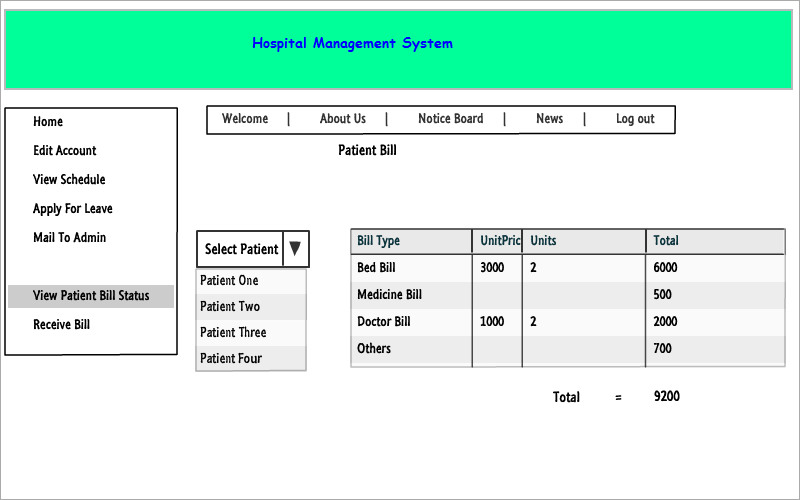 Hospital Management System
Welcome | About Us | Notice Board | News | Log out
Home
Edit Account
View Schedule
Apply For Leave
Mail To Admin
View Patient Bill Status
Receive Bill
Patient Bill
Select Patient ▼
Patient One
Patient Two
Patient Three
Patient Four
Bill Type UnitPric Units Total
Bed Bill 3000 2 6000
Medicine Bill 500
Doctor Bill 1000 2 2000
Others 700
Total = 9200